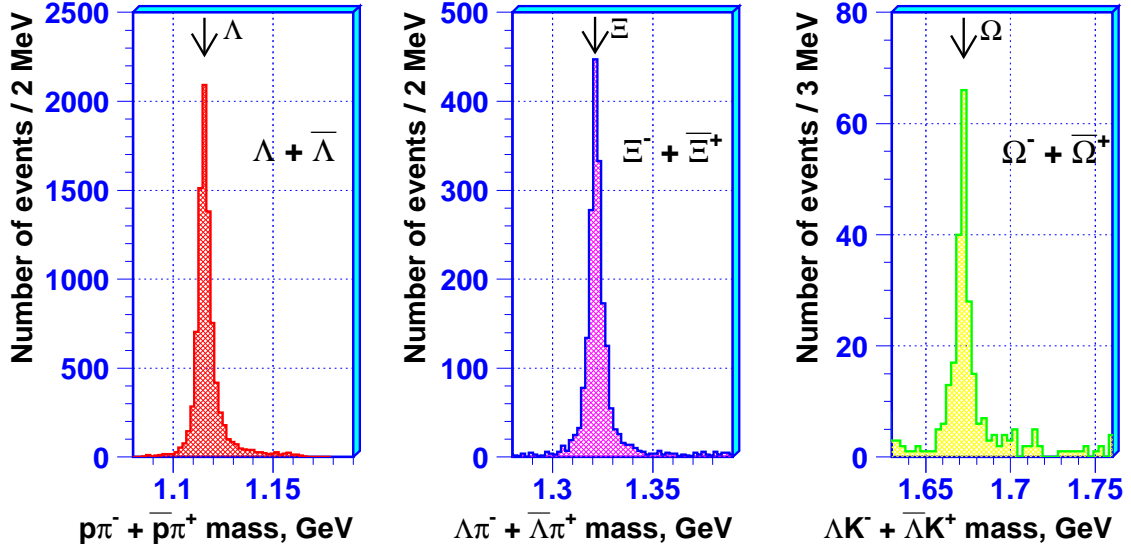 Number of events / 2 MeV
2500
2000
1500
1000
500
0
Λ
Λ + Λ̅
1.1 1.15
pπ⁻ + p̅π⁺ mass, GeV
Number of events / 2 MeV
500
400
300
200
100
0
Ξ
Ξ⁻ + Ξ̅⁺
1.3 1.35
Λπ⁻ + Λ̅π⁺ mass, GeV
Number of events / 3 MeV
80
60
40
20
0
Ω
Ω⁻ + Ω̅⁺
1.65 1.7 1.75
ΛK⁻ + Λ̅K⁺ mass, GeV